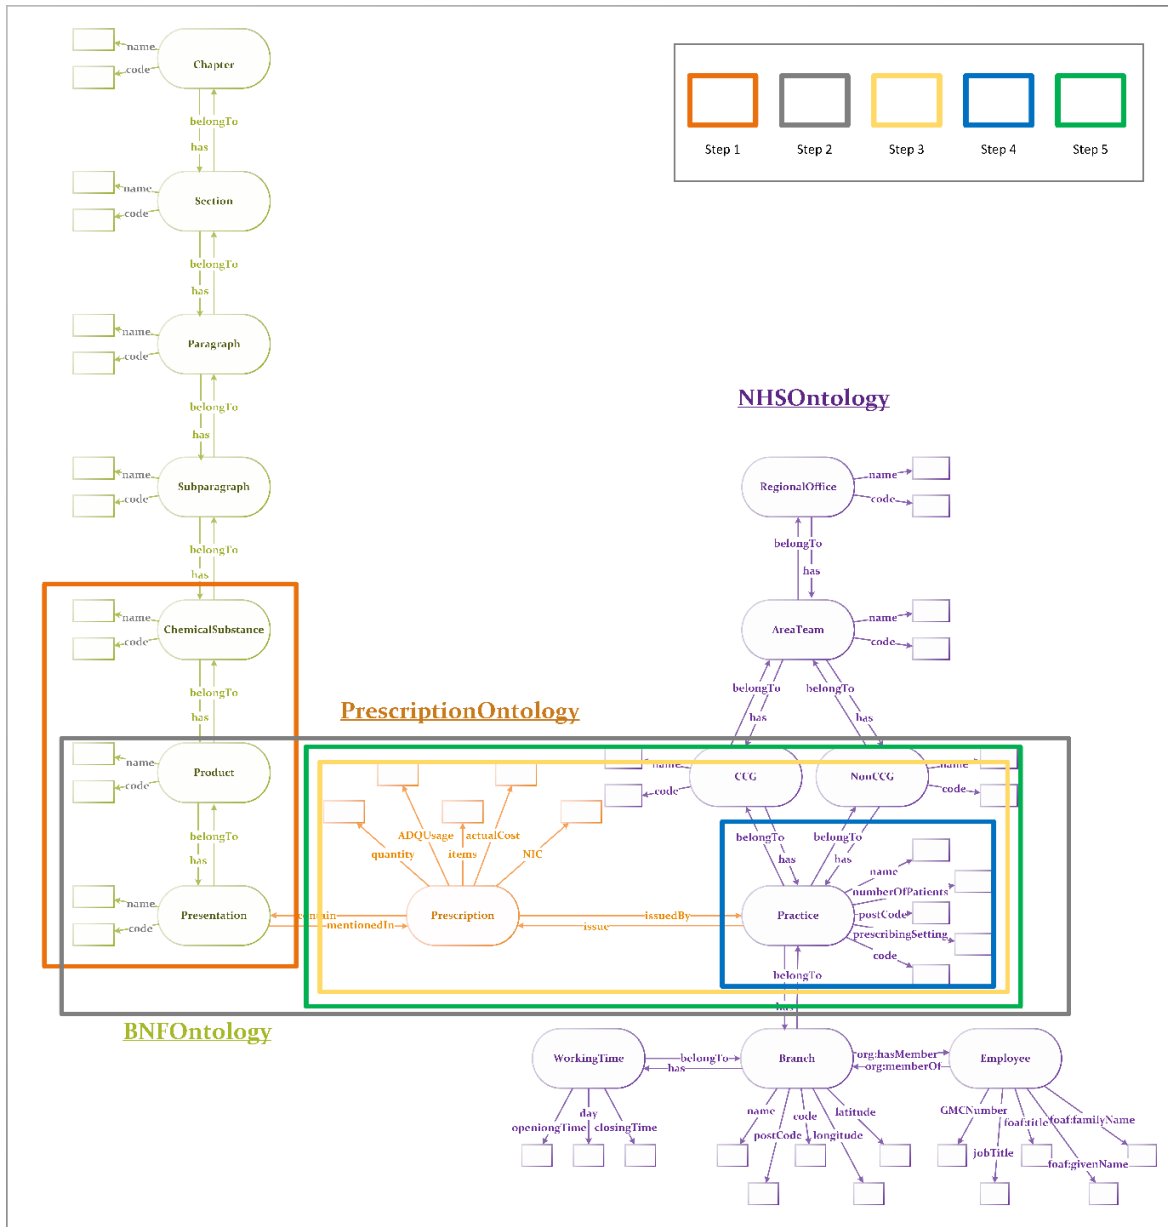 name
Chapter
code
Step 1
Step 2
Step 3
Step 4
Step 5
belongTo
has
name
Section
code
belongTo
has
name
Paragraph
code
belongTo
has
NHSOntology
name
Subparagraph
code
RegionalOffice
name
code
belongTo
has
belongTo
has
name
ChemicalSubstance
code
AreaTeam
name
code
belongTo
has
belongTo
has
belongTo
has
PrescriptionOntology
name
Product
code
name
CCG
code
NonCCG
name
code
belongTo
has
ADQUsage
actualCost
quantity
items
NIC
belongTo
has
belongTo
has
name
Presentation
code
contain
mentionedIn
Prescription
issuedBy
issue
Practice
name
numberOfPatients
postCode
prescribingSetting
code
belongTo
has
BNFOntology
WorkingTime
belongTo
has
Branch
org:hasMember
org:memberOf
Employee
day
openiongTime
closingTime
name
postCode
code
longitude
latitude
GMCNumber
jobTitle
foaf:title
foaf:givenName
foaf:familyName